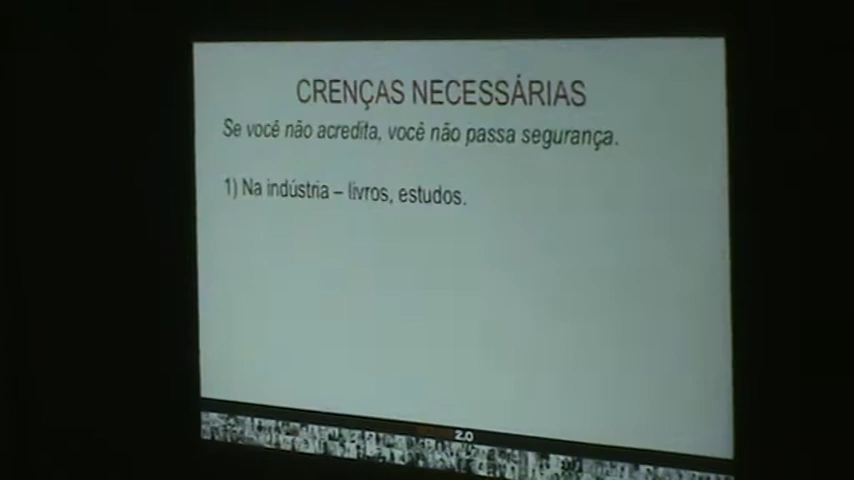 CRENÇAS NECESSÁRIAS
Se você não acredita, você não passa segurança.
1) Na indústria – livros, estudos.
2.0